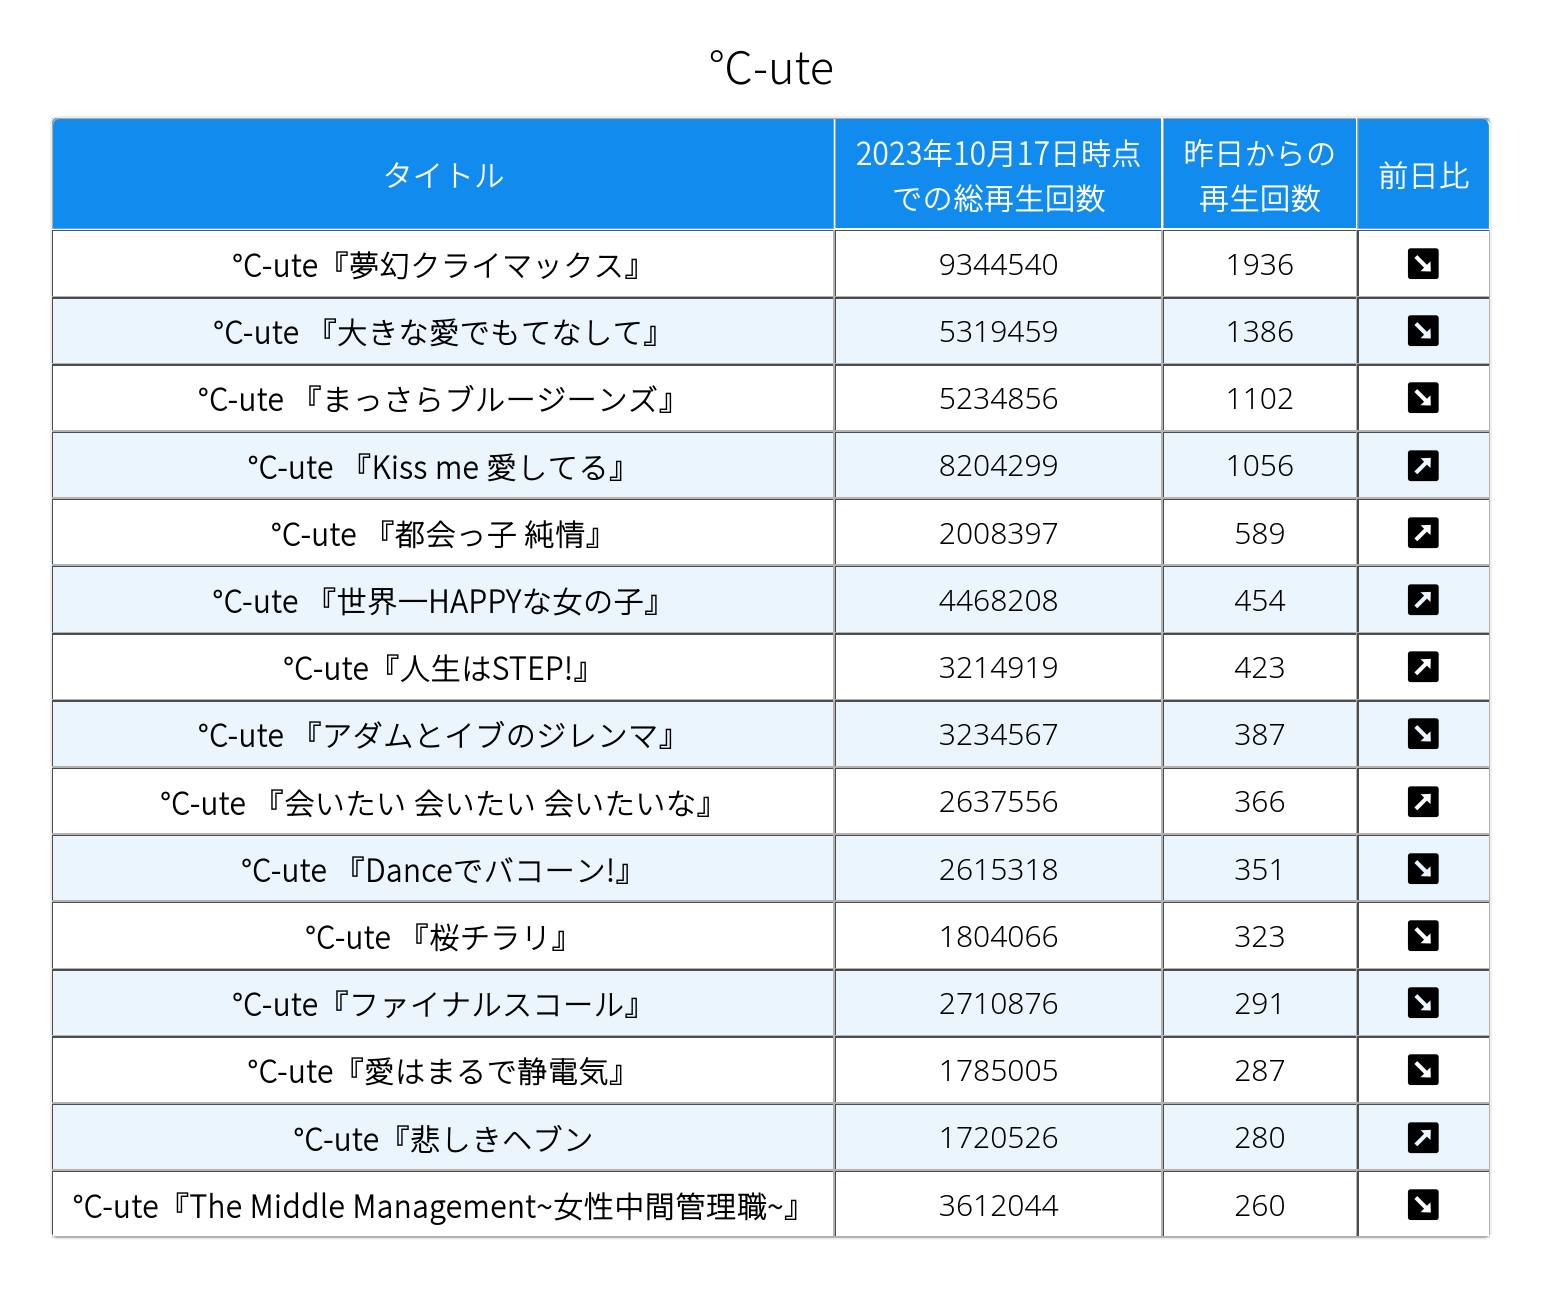 ℃-ute
タイトル
2023年10月17日時点
での総再生回数
昨日からの
再生回数
前日比
℃-ute『夢幻クライマックス』 9344540 1936 ↘
℃-ute 『大きな愛でもてなして』 5319459 1386 ↘
℃-ute 『まっさらブルージーンズ』 5234856 1102 ↘
℃-ute 『Kiss me 愛してる』 8204299 1056 ↗
℃-ute 『都会っ子 純情』 2008397 589 ↗
℃-ute 『世界一HAPPYな女の子』 4468208 454 ↗
℃-ute『人生はSTEP!』 3214919 423 ↗
℃-ute 『アダムとイブのジレンマ』 3234567 387 ↘
℃-ute 『会いたい 会いたい 会いたいな』 2637556 366 ↗
℃-ute 『Danceでバコーン!』 2615318 351 ↘
℃-ute 『桜チラリ』 1804066 323 ↘
℃-ute『ファイナルスコール』 2710876 291 ↘
℃-ute『愛はまるで静電気』 1785005 287 ↘
℃-ute『悲しきヘブン 1720526 280 ↗
℃-ute『The Middle Management~女性中間管理職~』 3612044 260 ↘